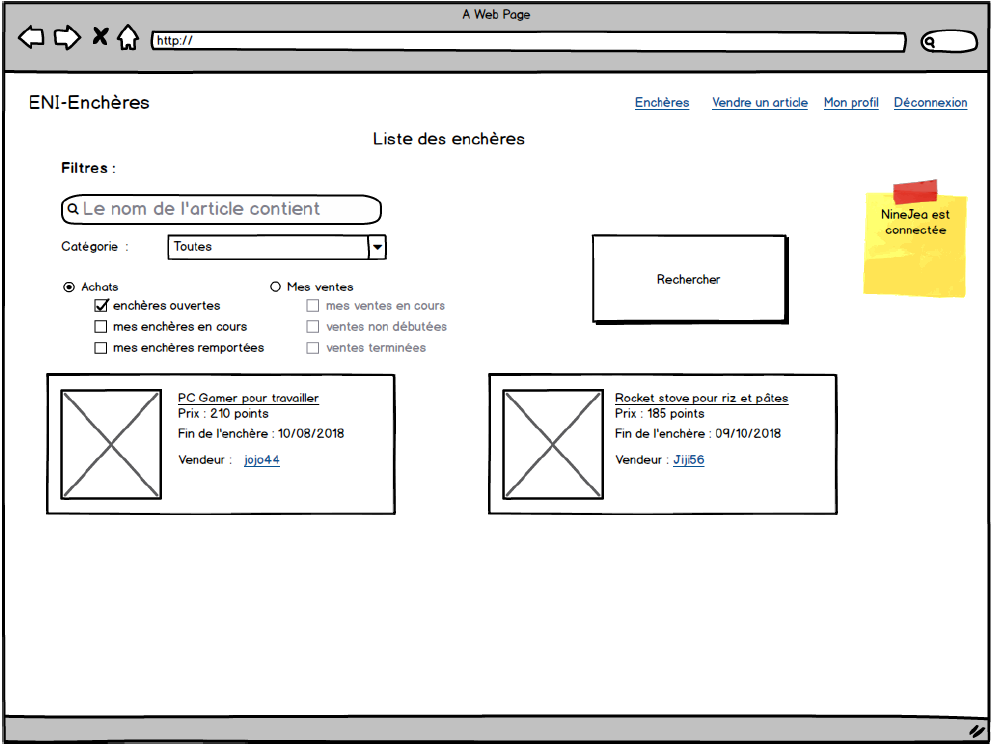 A Web Page
http://
ENI-Enchères
Enchères Vendre un article Mon profil Déconnexion
Liste des enchères
Filtres :
Le nom de l'article contient
NineJea est
connectée
Catégorie : Toutes
Rechercher
Achats Mes ventes
enchères ouvertes mes ventes en cours
mes enchères en cours ventes non débutées
mes enchères remportées ventes terminées
PC Gamer pour travailler
Prix : 210 points
Fin de l'enchère : 10/08/2018
Vendeur : jojo44
Rocket stove pour riz et pâtes
Prix : 185 points
Fin de l'enchère : 09/10/2018
Vendeur : Jiji56